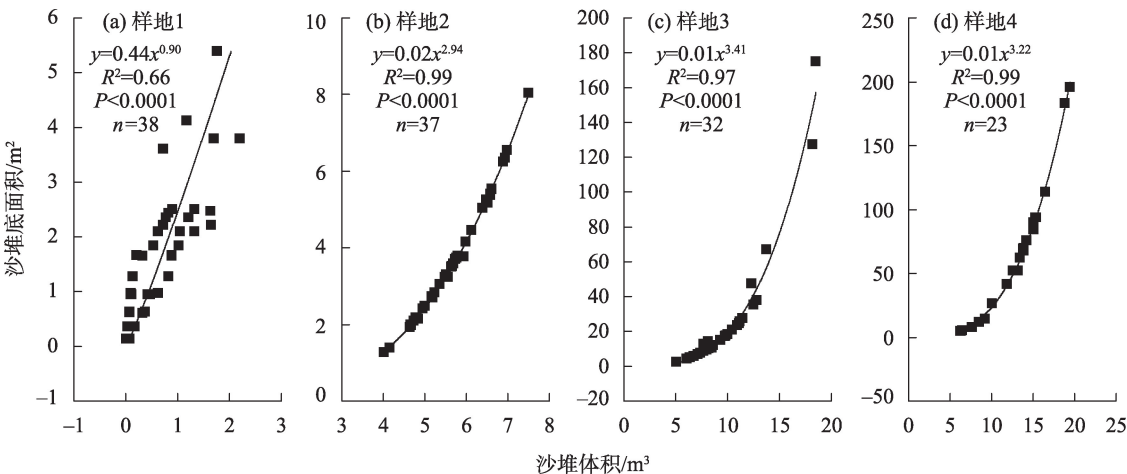 (a) 样地1
y=0.44x^0.90
R²=0.66
P<0.0001
n=38
6
5
4
3
2
1
0
–1
–1
0
1
2
3
(b) 样地2
y=0.02x^2.94
R²=0.99
P<0.0001
n=37
10
8
6
4
2
0
3
4
5
6
7
8
(c) 样地3
y=0.01x^3.41
R²=0.97
P<0.0001
n=32
200
180
160
140
120
100
80
60
40
20
0
–20
0
5
10
15
20
(d) 样地4
y=0.01x^3.22
R²=0.99
P<0.0001
n=23
250
200
150
100
50
0
–50
0
5
10
15
20
25
沙堆底面积/m²
沙堆体积/m³